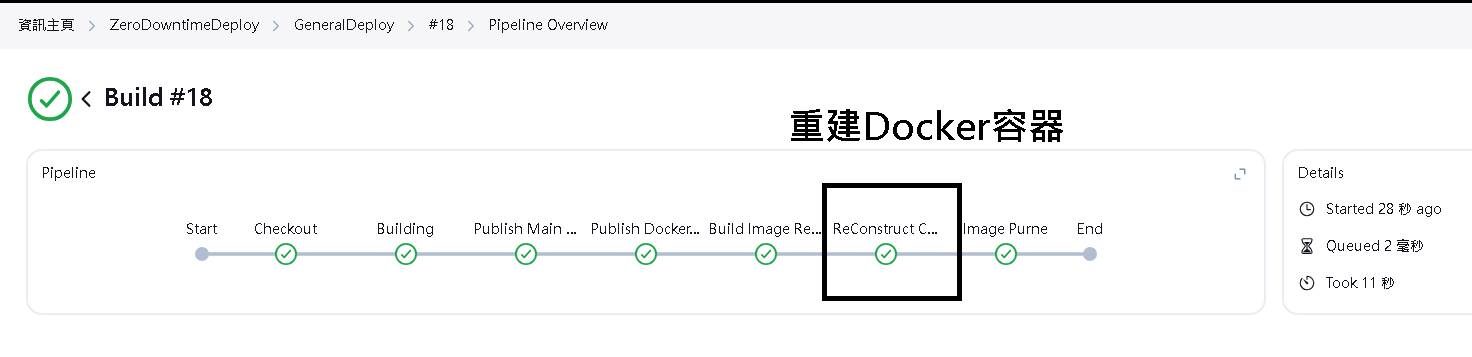 資訊主頁 > ZeroDowntimeDeploy > GeneralDeploy > #18 > Pipeline Overview
Build #18
重建Docker容器
Pipeline
Details
Start Checkout Building Publish Main ... Publish Docker... Build Image Re... ReConstruct C... Image Purne End
Started 28 秒 ago
Queued 2 毫秒
Took 11 秒